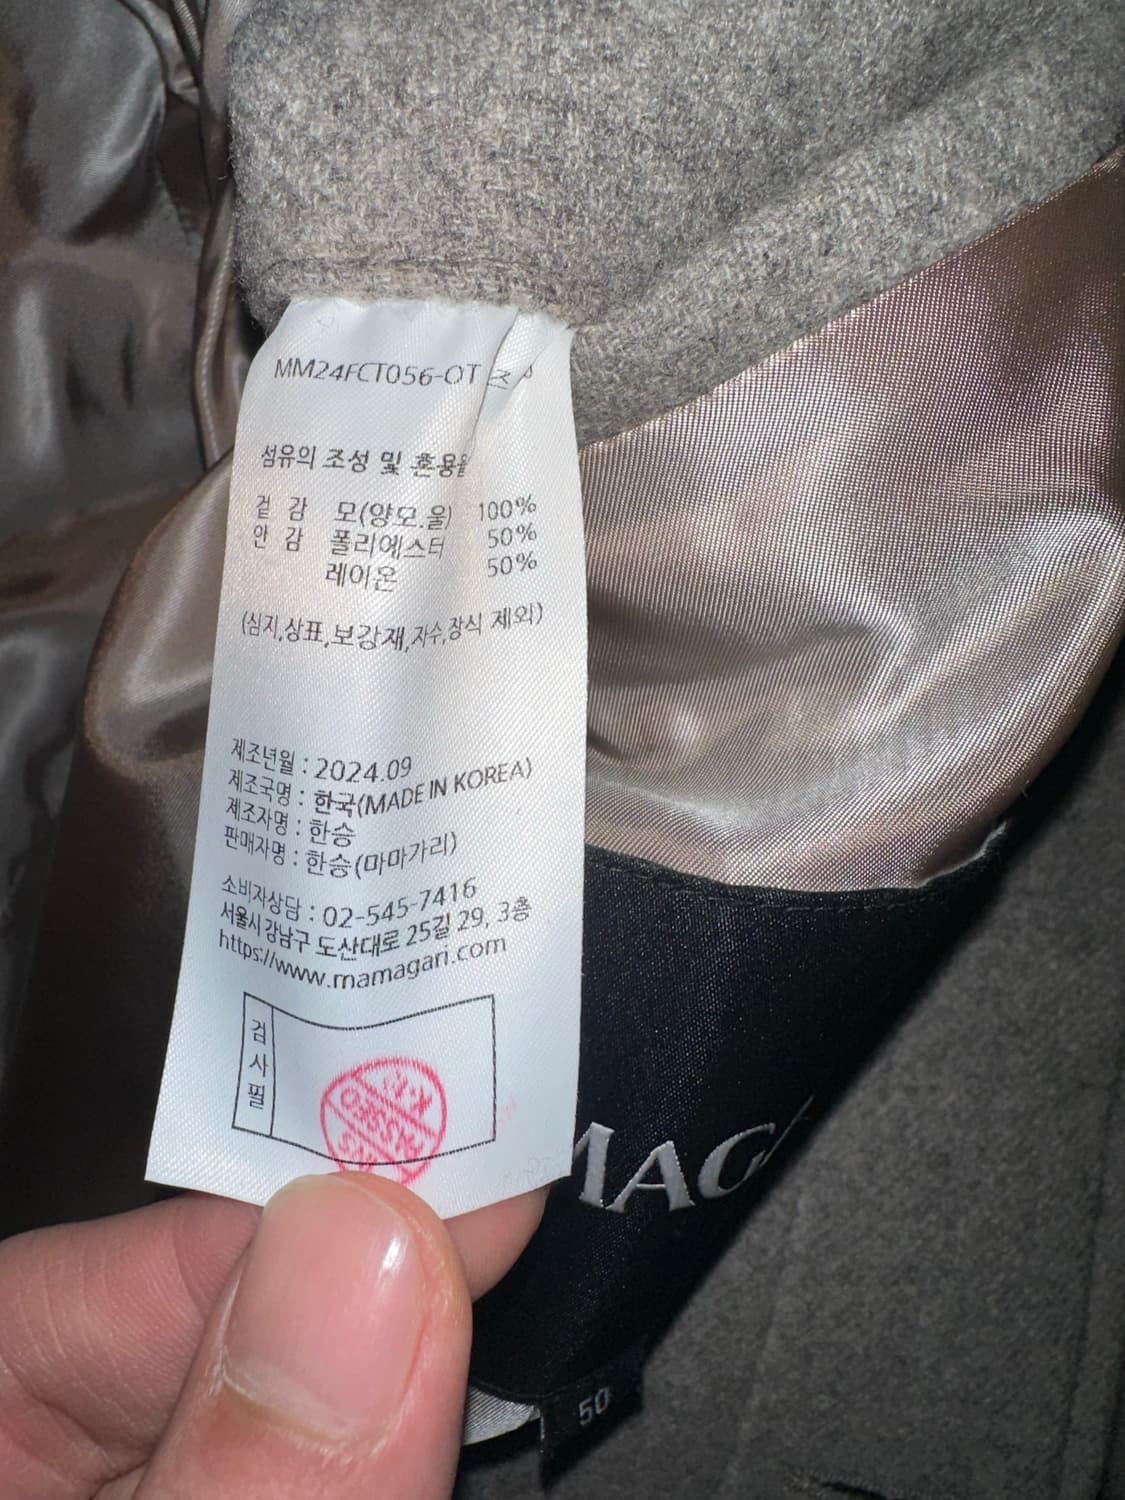 MM24FCT056-OT
섬유의 조성 및 혼용율
겉 감 모(양모.울) 100%
안 감 폴리에스터 50%
레이온 50%
(심지,상표,보강재,자수,장식 제외)
제조년월 : 2024.09
제조국명 : 한국(MADE IN KOREA)
제조자명 : 한승
판매자명 : 한승(마마가리)
소비자상담 : 02-545-7416
서울시 강남구 도산대로 25길 29, 3층
https://www.mamagari.com
검사필
PASSED
MAGA
50